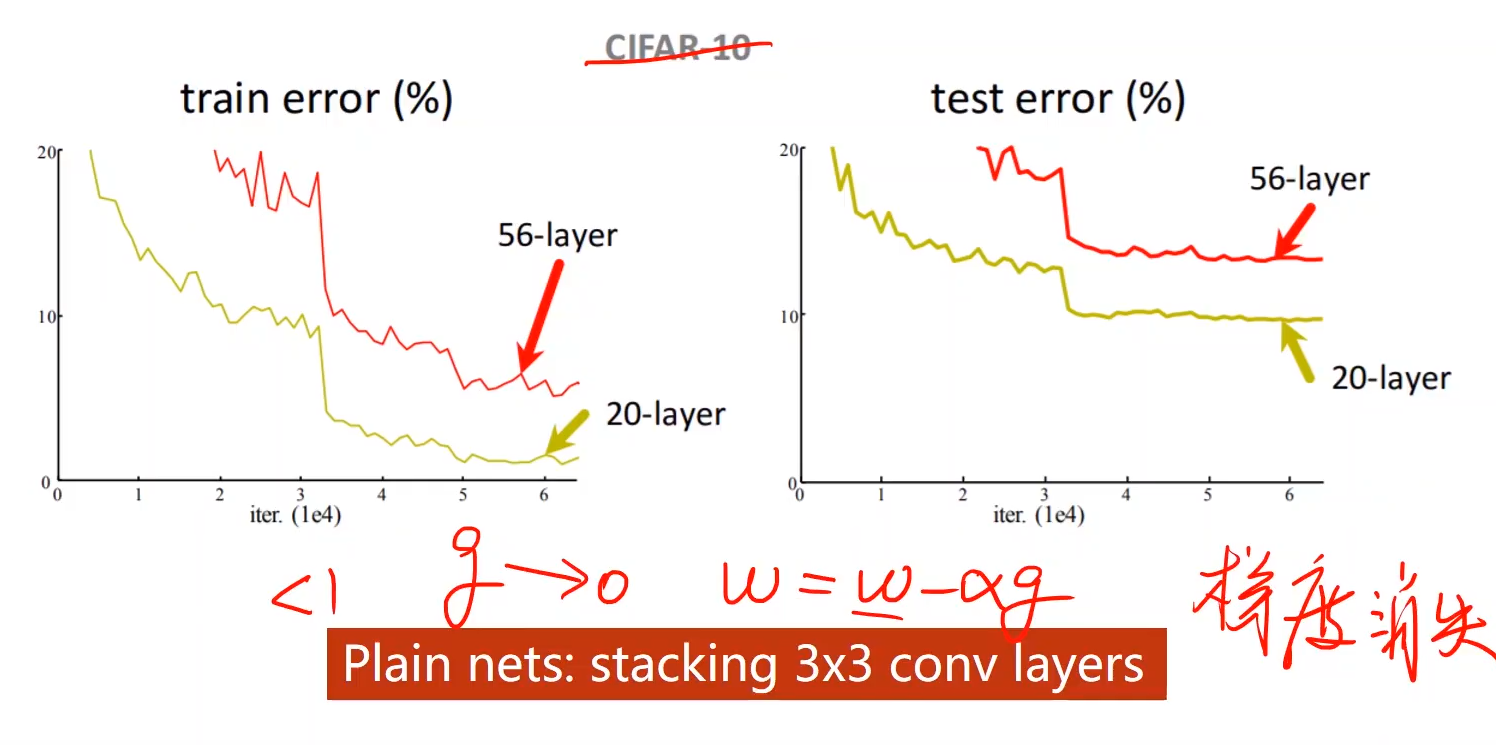 CIFAR-10
train error (%)
test error (%)
20
10
0
0 1 2 3 4 5 6
iter. (1e4)
56-layer
20-layer
20
10
0
0 1 2 3 4 5 6
iter. (1e4)
56-layer
20-layer
<1 g→0 w=w-αg 梯度消失
Plain nets: stacking 3x3 conv layers